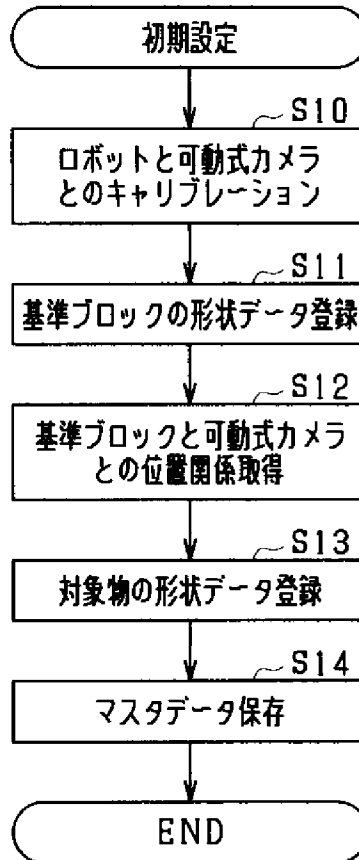 初期設定
S10
ロボットと可動式カメラ
とのキャリブレーション
S11
基準ブロックの形状データ登録
S12
基準ブロックと可動式カメラ
との位置関係取得
S13
対象物の形状データ登録
S14
マスタデータ保存
END